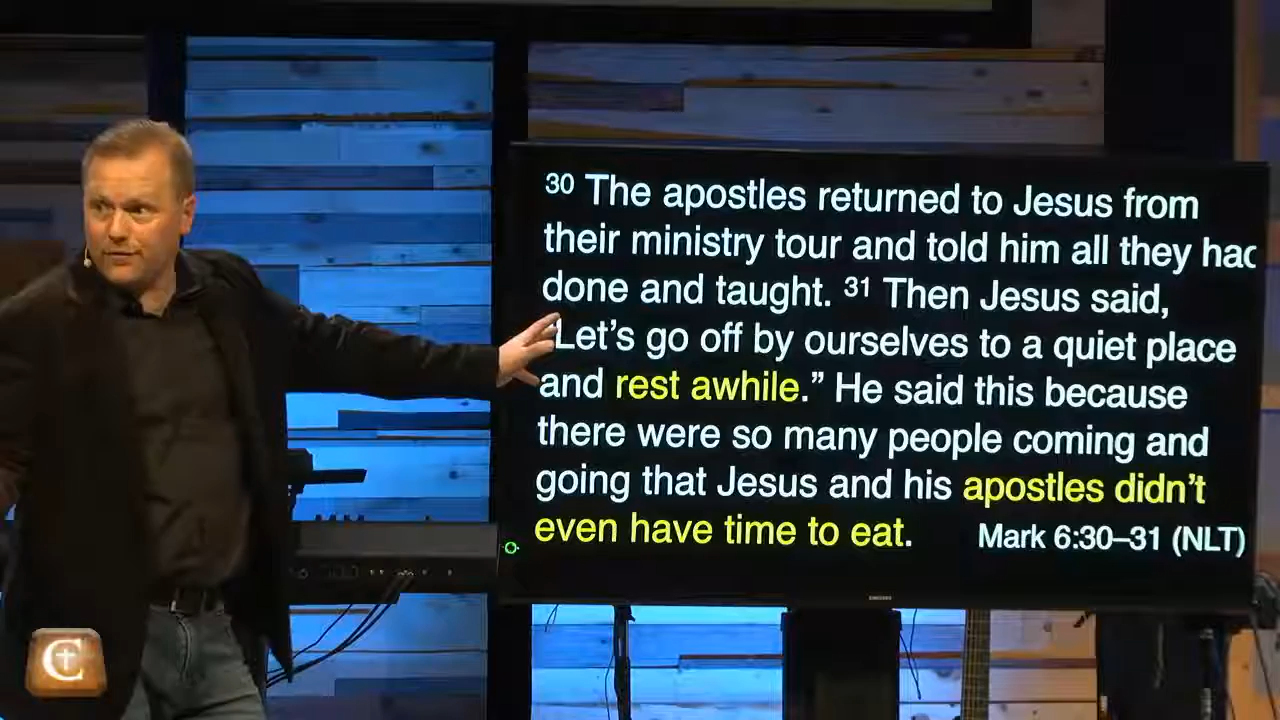 30 The apostles returned to Jesus from
their ministry tour and told him all they had
done and taught. 31 Then Jesus said,
“Let’s go off by ourselves to a quiet place
and rest awhile.” He said this because
there were so many people coming and
going that Jesus and his apostles didn’t
even have time to eat. Mark 6:30–31 (NLT)
SAMSUNG
C